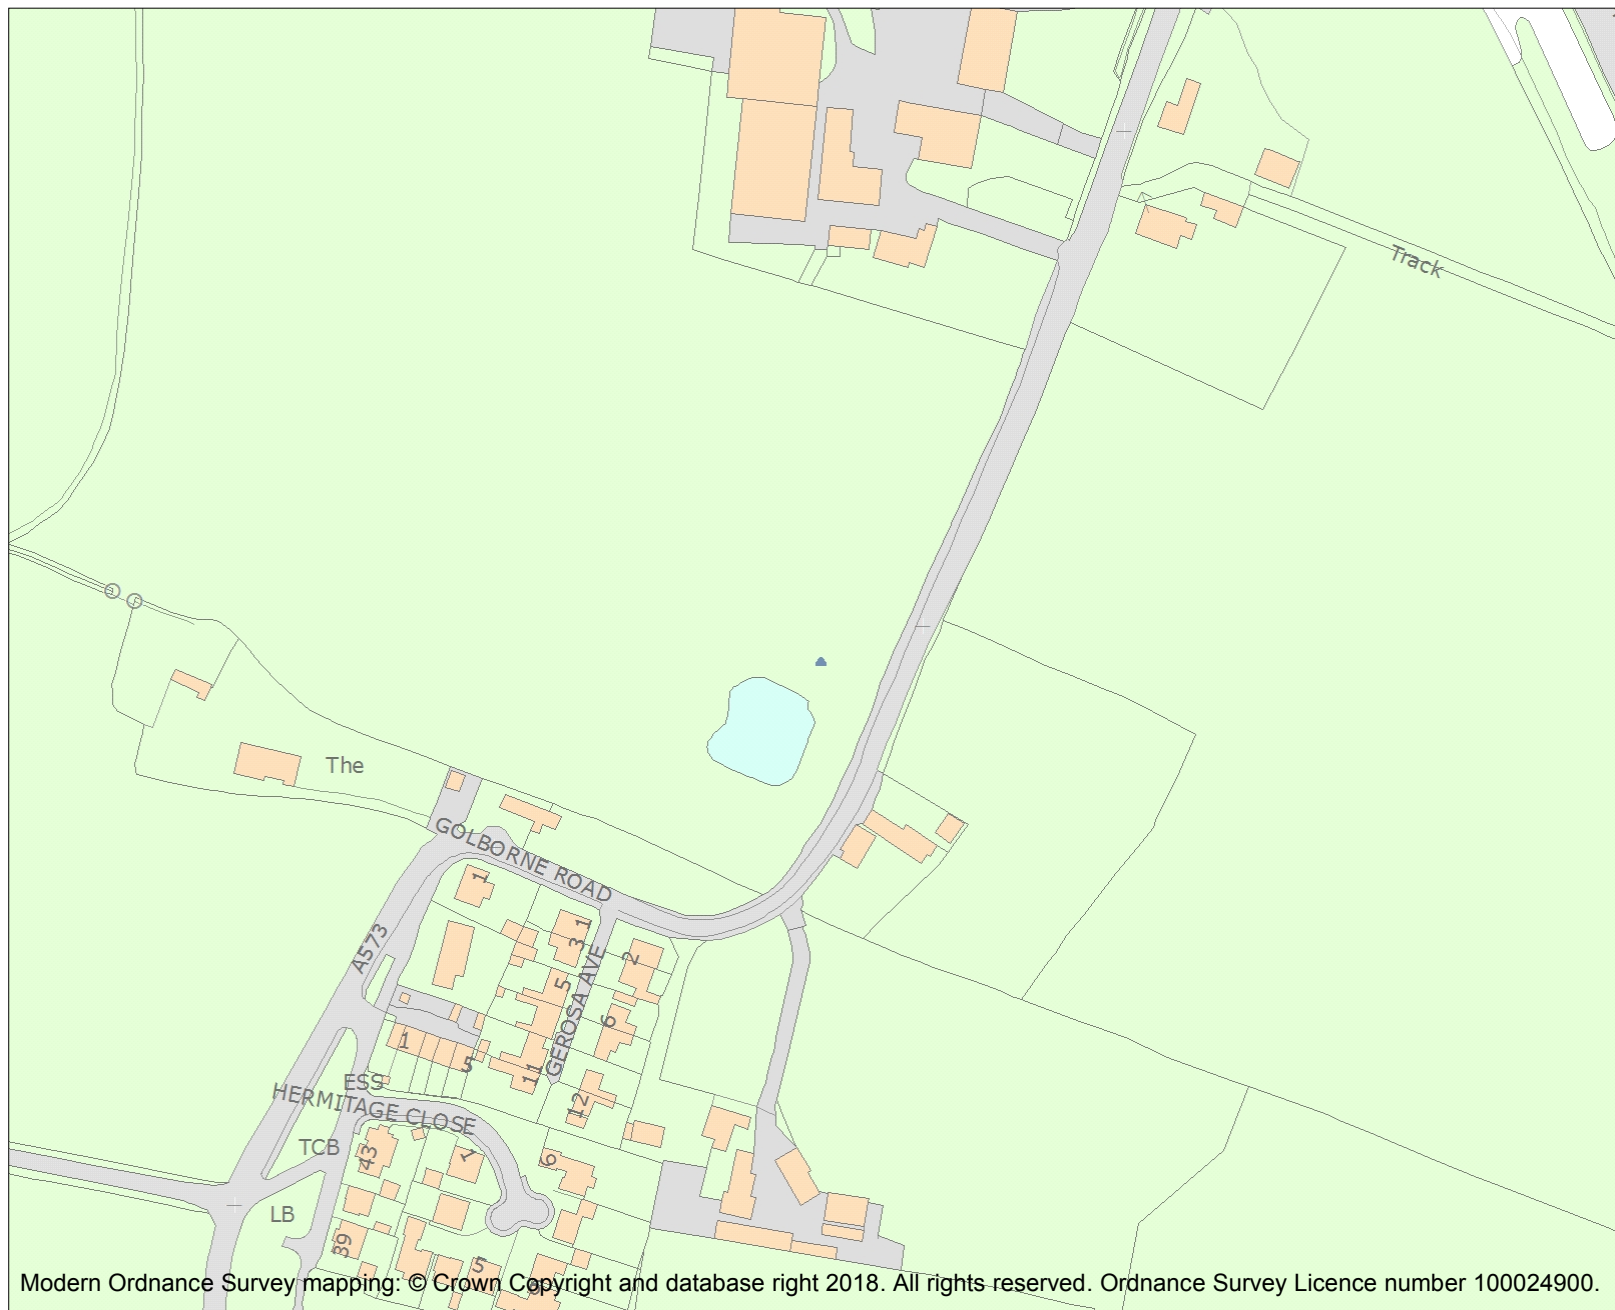 Track
The
GOLBORNE ROAD
1
A573
1
3
2
5
GEROSA AVE
6
1
5
11
ESS
HERMITAGE CLOSE
12
TCB
43
1
6
LB
39
5
8
Modern Ordnance Survey mapping: © Crown Copyright and database right 2018. All rights reserved. Ordnance Survey Licence number 100024900.